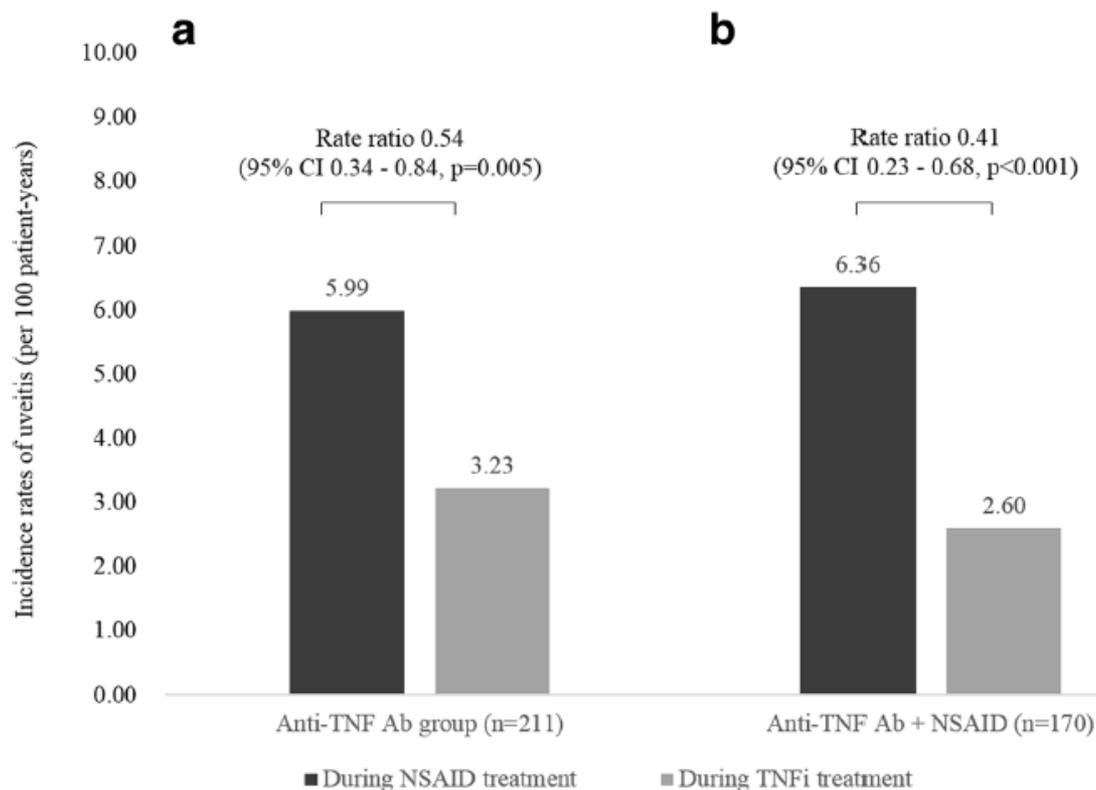 a
b
10.00
9.00
8.00
7.00
6.00
5.00
4.00
3.00
2.00
1.00
0.00
Incidence rates of uveitis (per 100 patient-years)
Rate ratio 0.54
(95% CI 0.34 - 0.84, p=0.005)
Rate ratio 0.41
(95% CI 0.23 - 0.68, p<0.001)
5.99
3.23
6.36
2.60
Anti-TNF Ab group (n=211)
Anti-TNF Ab + NSAID (n=170)
During NSAID treatment
During TNFi treatment